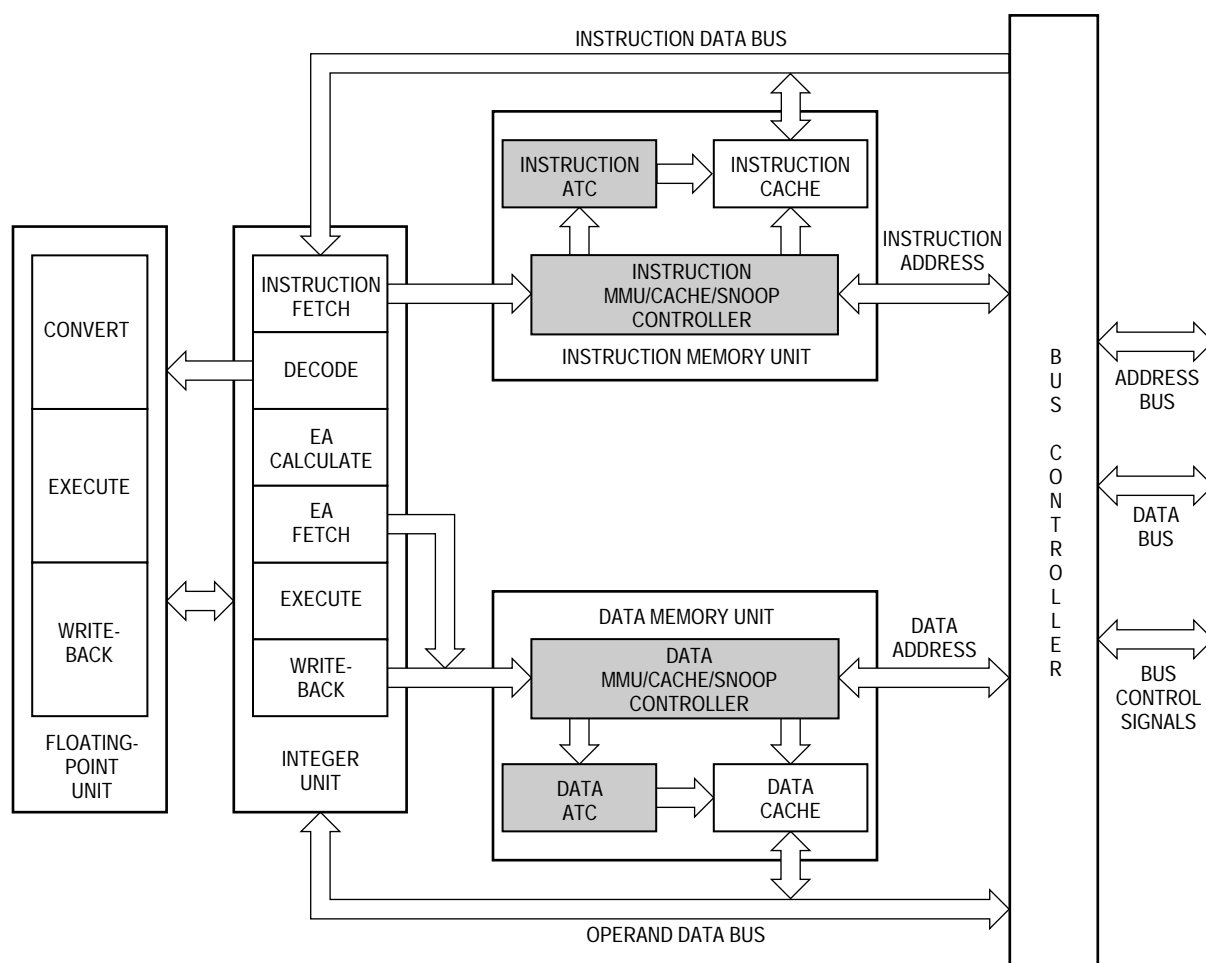 INSTRUCTION DATA BUS
INSTRUCTION
ATC
INSTRUCTION
CACHE
INSTRUCTION
MMU/CACHE/SNOOP
CONTROLLER
INSTRUCTION MEMORY UNIT
INSTRUCTION
ADDRESS
CONVERT
EXECUTE
WRITE-
BACK
FLOATING-
POINT
UNIT
INSTRUCTION
FETCH
DECODE
EA
CALCULATE
EA
FETCH
EXECUTE
WRITE-
BACK
INTEGER
UNIT
DATA MEMORY UNIT
DATA
MMU/CACHE/SNOOP
CONTROLLER
DATA
ATC
DATA
CACHE
DATA
ADDRESS
OPERAND DATA BUS
BUS CONTROLLER
ADDRESS
BUS
DATA
BUS
BUS
CONTROL
SIGNALS